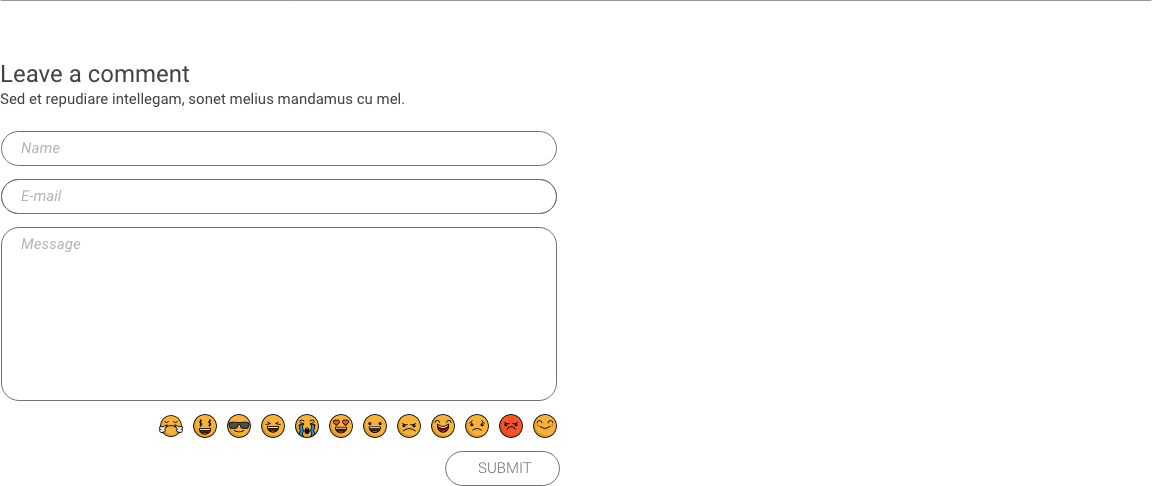 Leave a comment
Sed et repudiare intellegam, sonet melius mandamus cu mel.
Name
E-mail
Message
SUBMIT